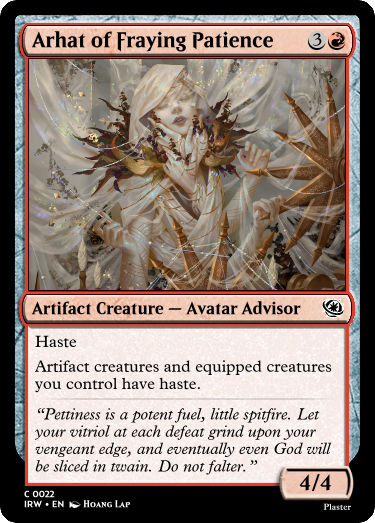 Arhat of Fraying Patience 3
Artifact Creature — Avatar Advisor
Haste
Artifact creatures and equipped creatures
you control have haste.
“Pettiness is a potent fuel, little spitfire. Let
your vitriol at each defeat grind upon your
vengeant edge, and eventually even God will
be sliced in twain. Do not falter.”
4/4
C 0022
IRW • EN Hoang Lap
Plaster